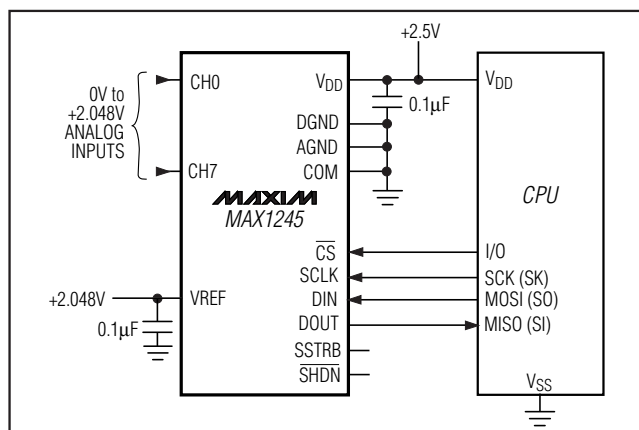 +2.5V
0V to
+2.048V
ANALOG
INPUTS
CH0
CH7
VDD
0.1µF
DGND
AGND
COM
MAXIM
MAX1245
CS
SCLK
DIN
DOUT
SSTRB
SHDN
+2.048V
VREF
0.1µF
VDD
CPU
I/O
SCK (SK)
MOSI (SO)
MISO (SI)
VSS